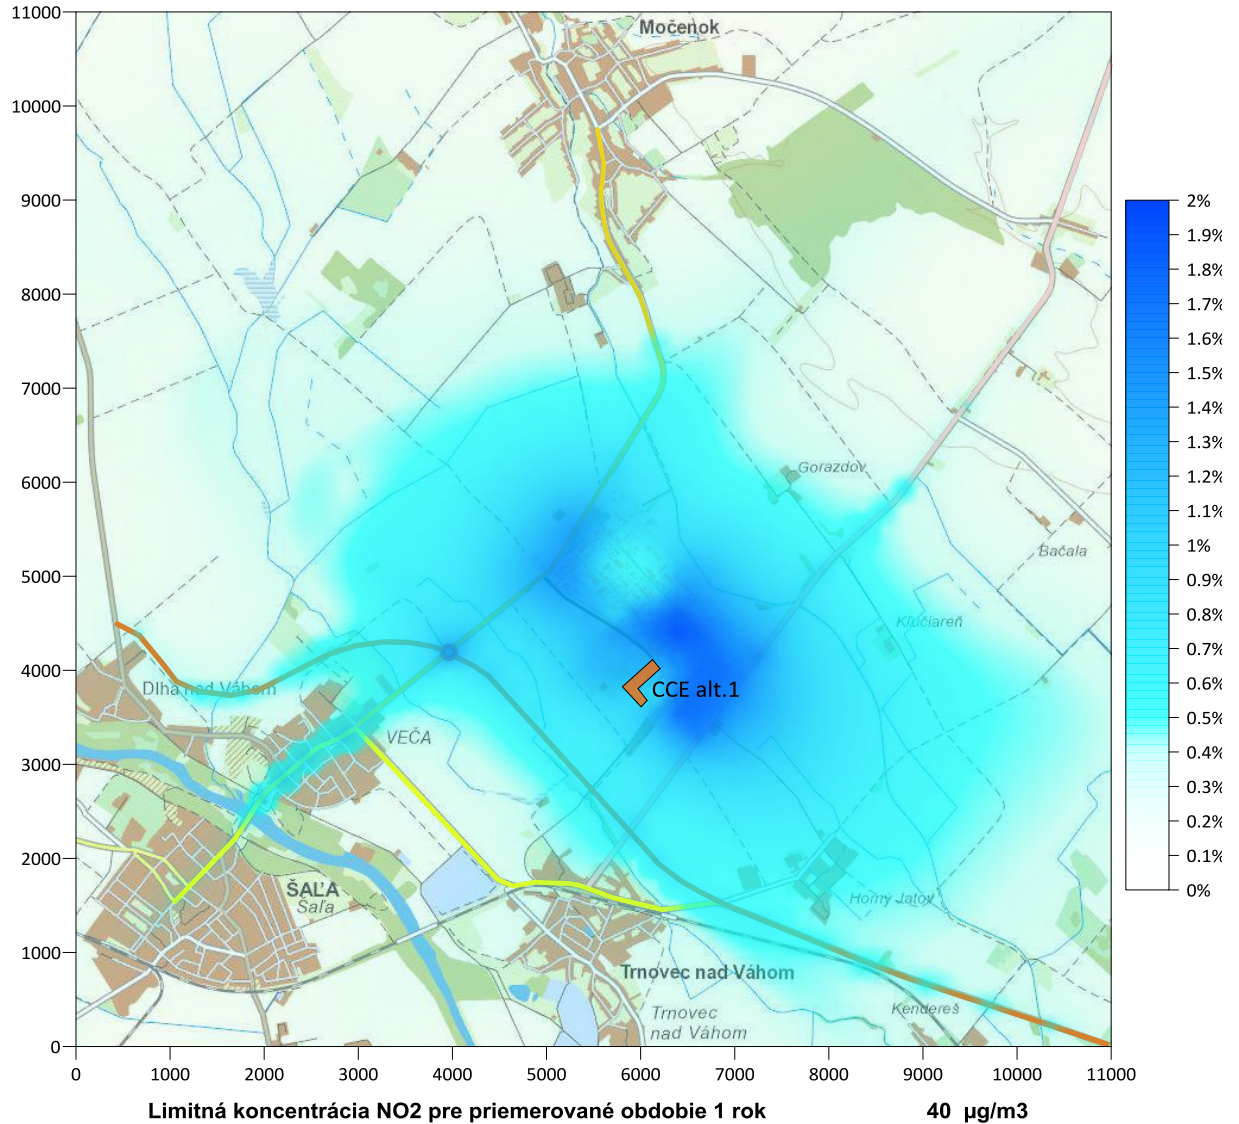 11000
10000
9000
8000
7000
6000
5000
4000
3000
2000
1000
0
0 1000 2000 3000 4000 5000 6000 7000 8000 9000 10000 11000
Močenok
Gorazdov
Bačala
Kľučiareň
Dlhá nad Váhom
CCE alt.1
VEČA
ŠAĽA
Šaľa
Horný Jatov
Trnovec nad Váhom
Trnovec
nad Váhom
Kendereš
2%
1.9%
1.8%
1.7%
1.6%
1.5%
1.4%
1.3%
1.2%
1.1%
1%
0.9%
0.8%
0.7%
0.6%
0.5%
0.4%
0.3%
0.2%
0.1%
0%
Limitná koncentrácia NO2 pre priemerované obdobie 1 rok 40 µg/m3